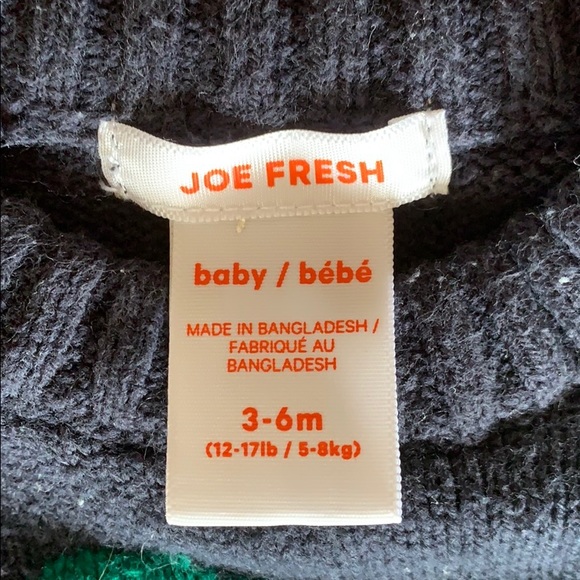 JOE FRESH
baby / bébé
MADE IN BANGLADESH /
FABRIQUÉ AU
BANGLADESH
3-6m
(12-17lb / 5-8kg)